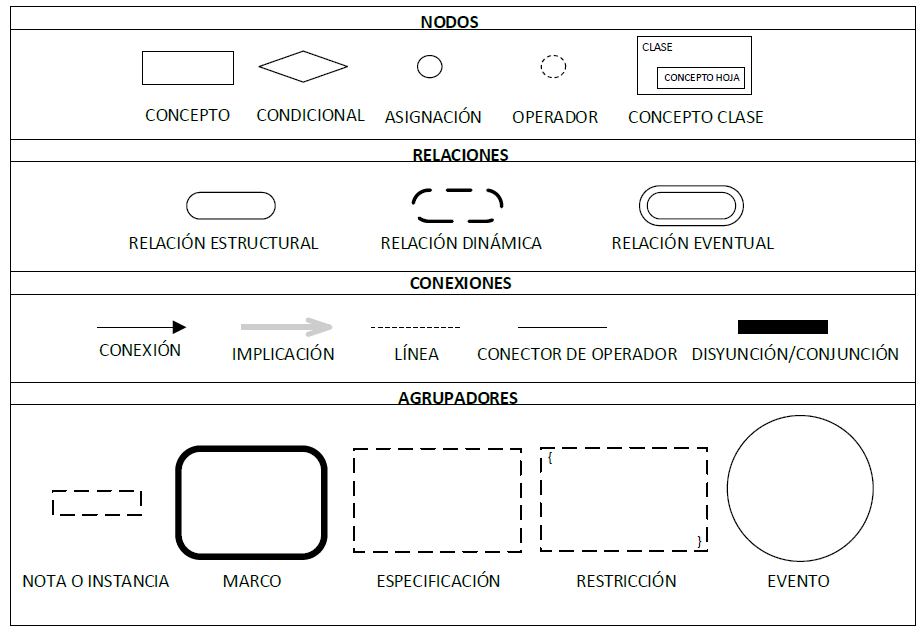 NODOS
CLASE
CONCEPTO HOJA
CONCEPTO CONDICIONAL ASIGNACIÓN OPERADOR CONCEPTO CLASE
RELACIONES
RELACIÓN ESTRUCTURAL RELACIÓN DINÁMICA RELACIÓN EVENTUAL
CONEXIONES
CONEXIÓN IMPLICACIÓN LÍNEA CONECTOR DE OPERADOR DISYUNCIÓN/CONJUNCIÓN
AGRUPADORES
{
}
NOTA O INSTANCIA MARCO ESPECIFICACIÓN RESTRICCIÓN EVENTO